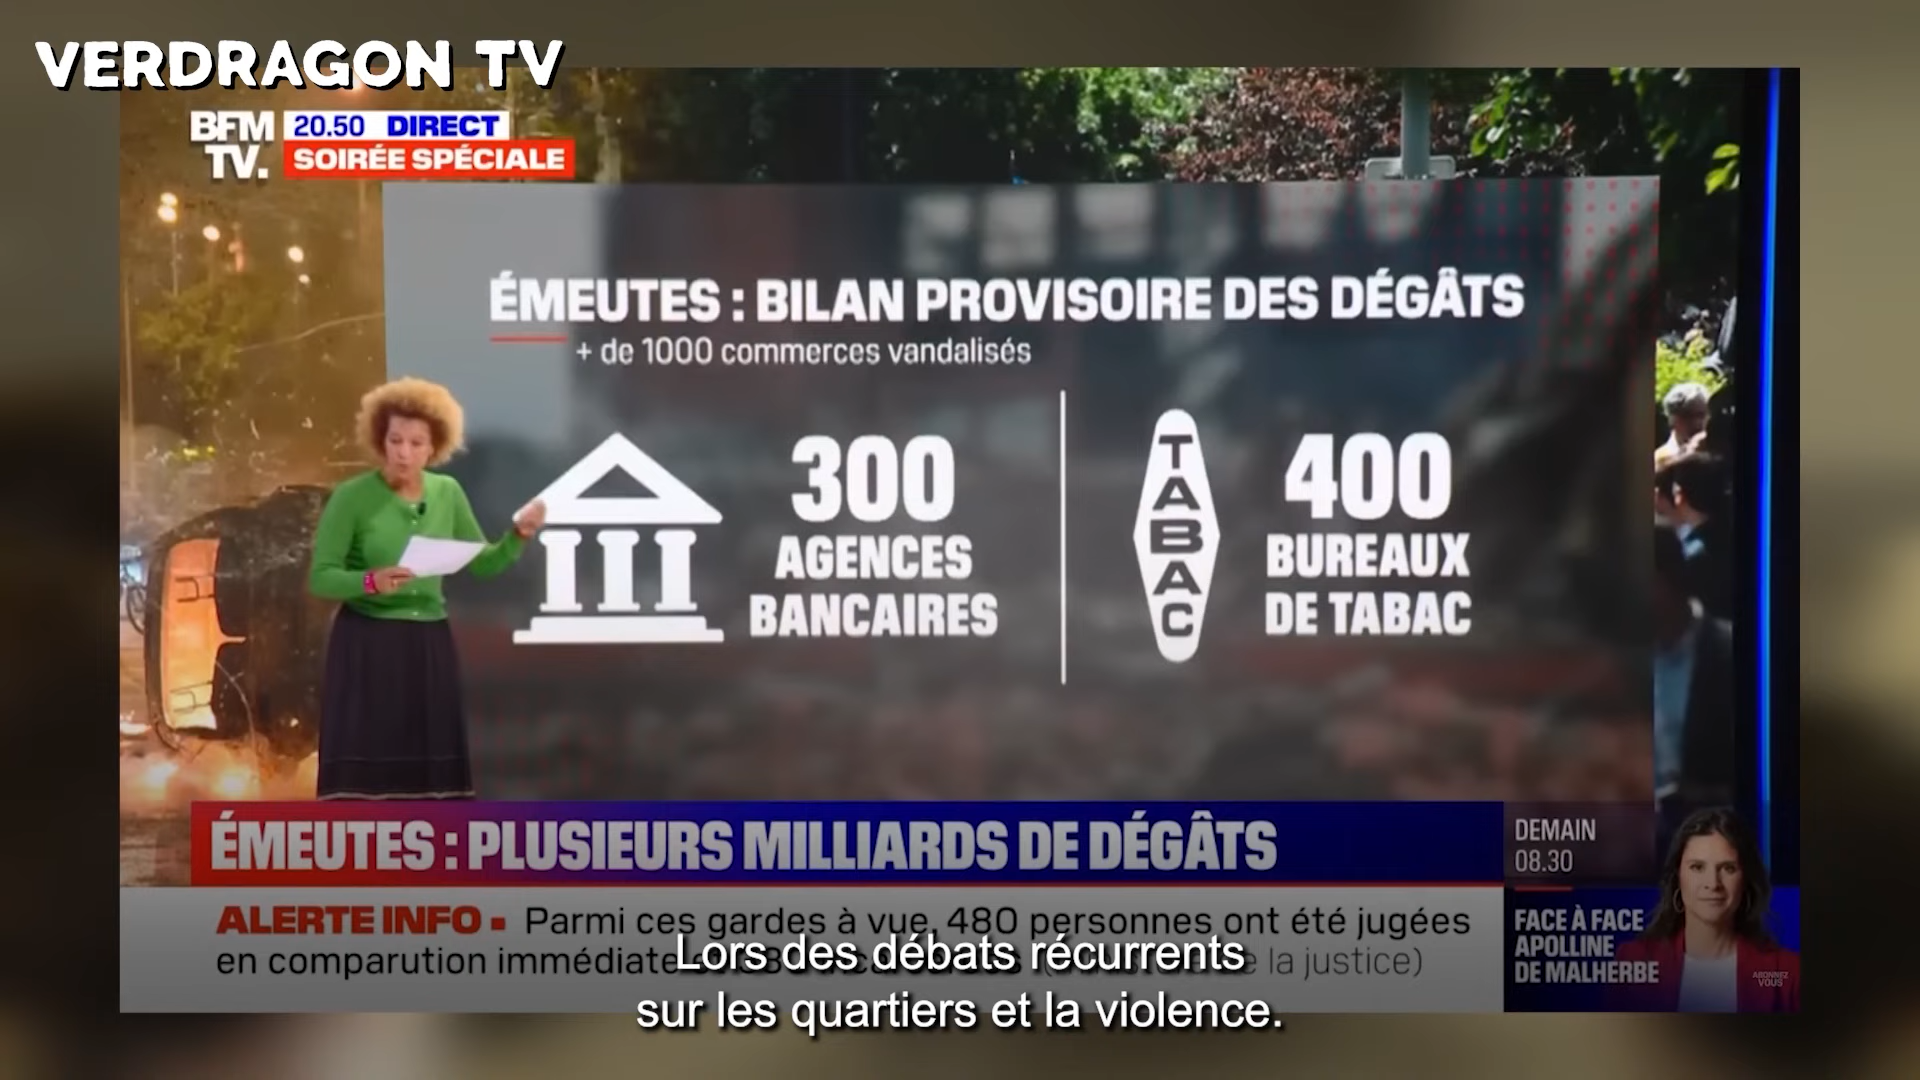 VERDRAGON TV
BFM
TV.
20.50 DIRECT
SOIRÉE SPÉCIALE
ÉMEUTES : BILAN PROVISOIRE DES DÉGÂTS
+ de 1000 commerces vandalisés
300
AGENCES
BANCAIRES
TABAC
400
BUREAUX
DE TABAC
ÉMEUTES : PLUSIEURS MILLIARDS DE DÉGÂTS
DEMAIN
08.30
FACE À FACE
APOLLINE
DE MALHERBE
ABONNEZ
VOUS
ALERTE INFO ▪ Parmi ces gardes à vue, 480 personnes ont été jugées
en comparution immédiate la justice)
Lors des débats récurrents
sur les quartiers et la violence.